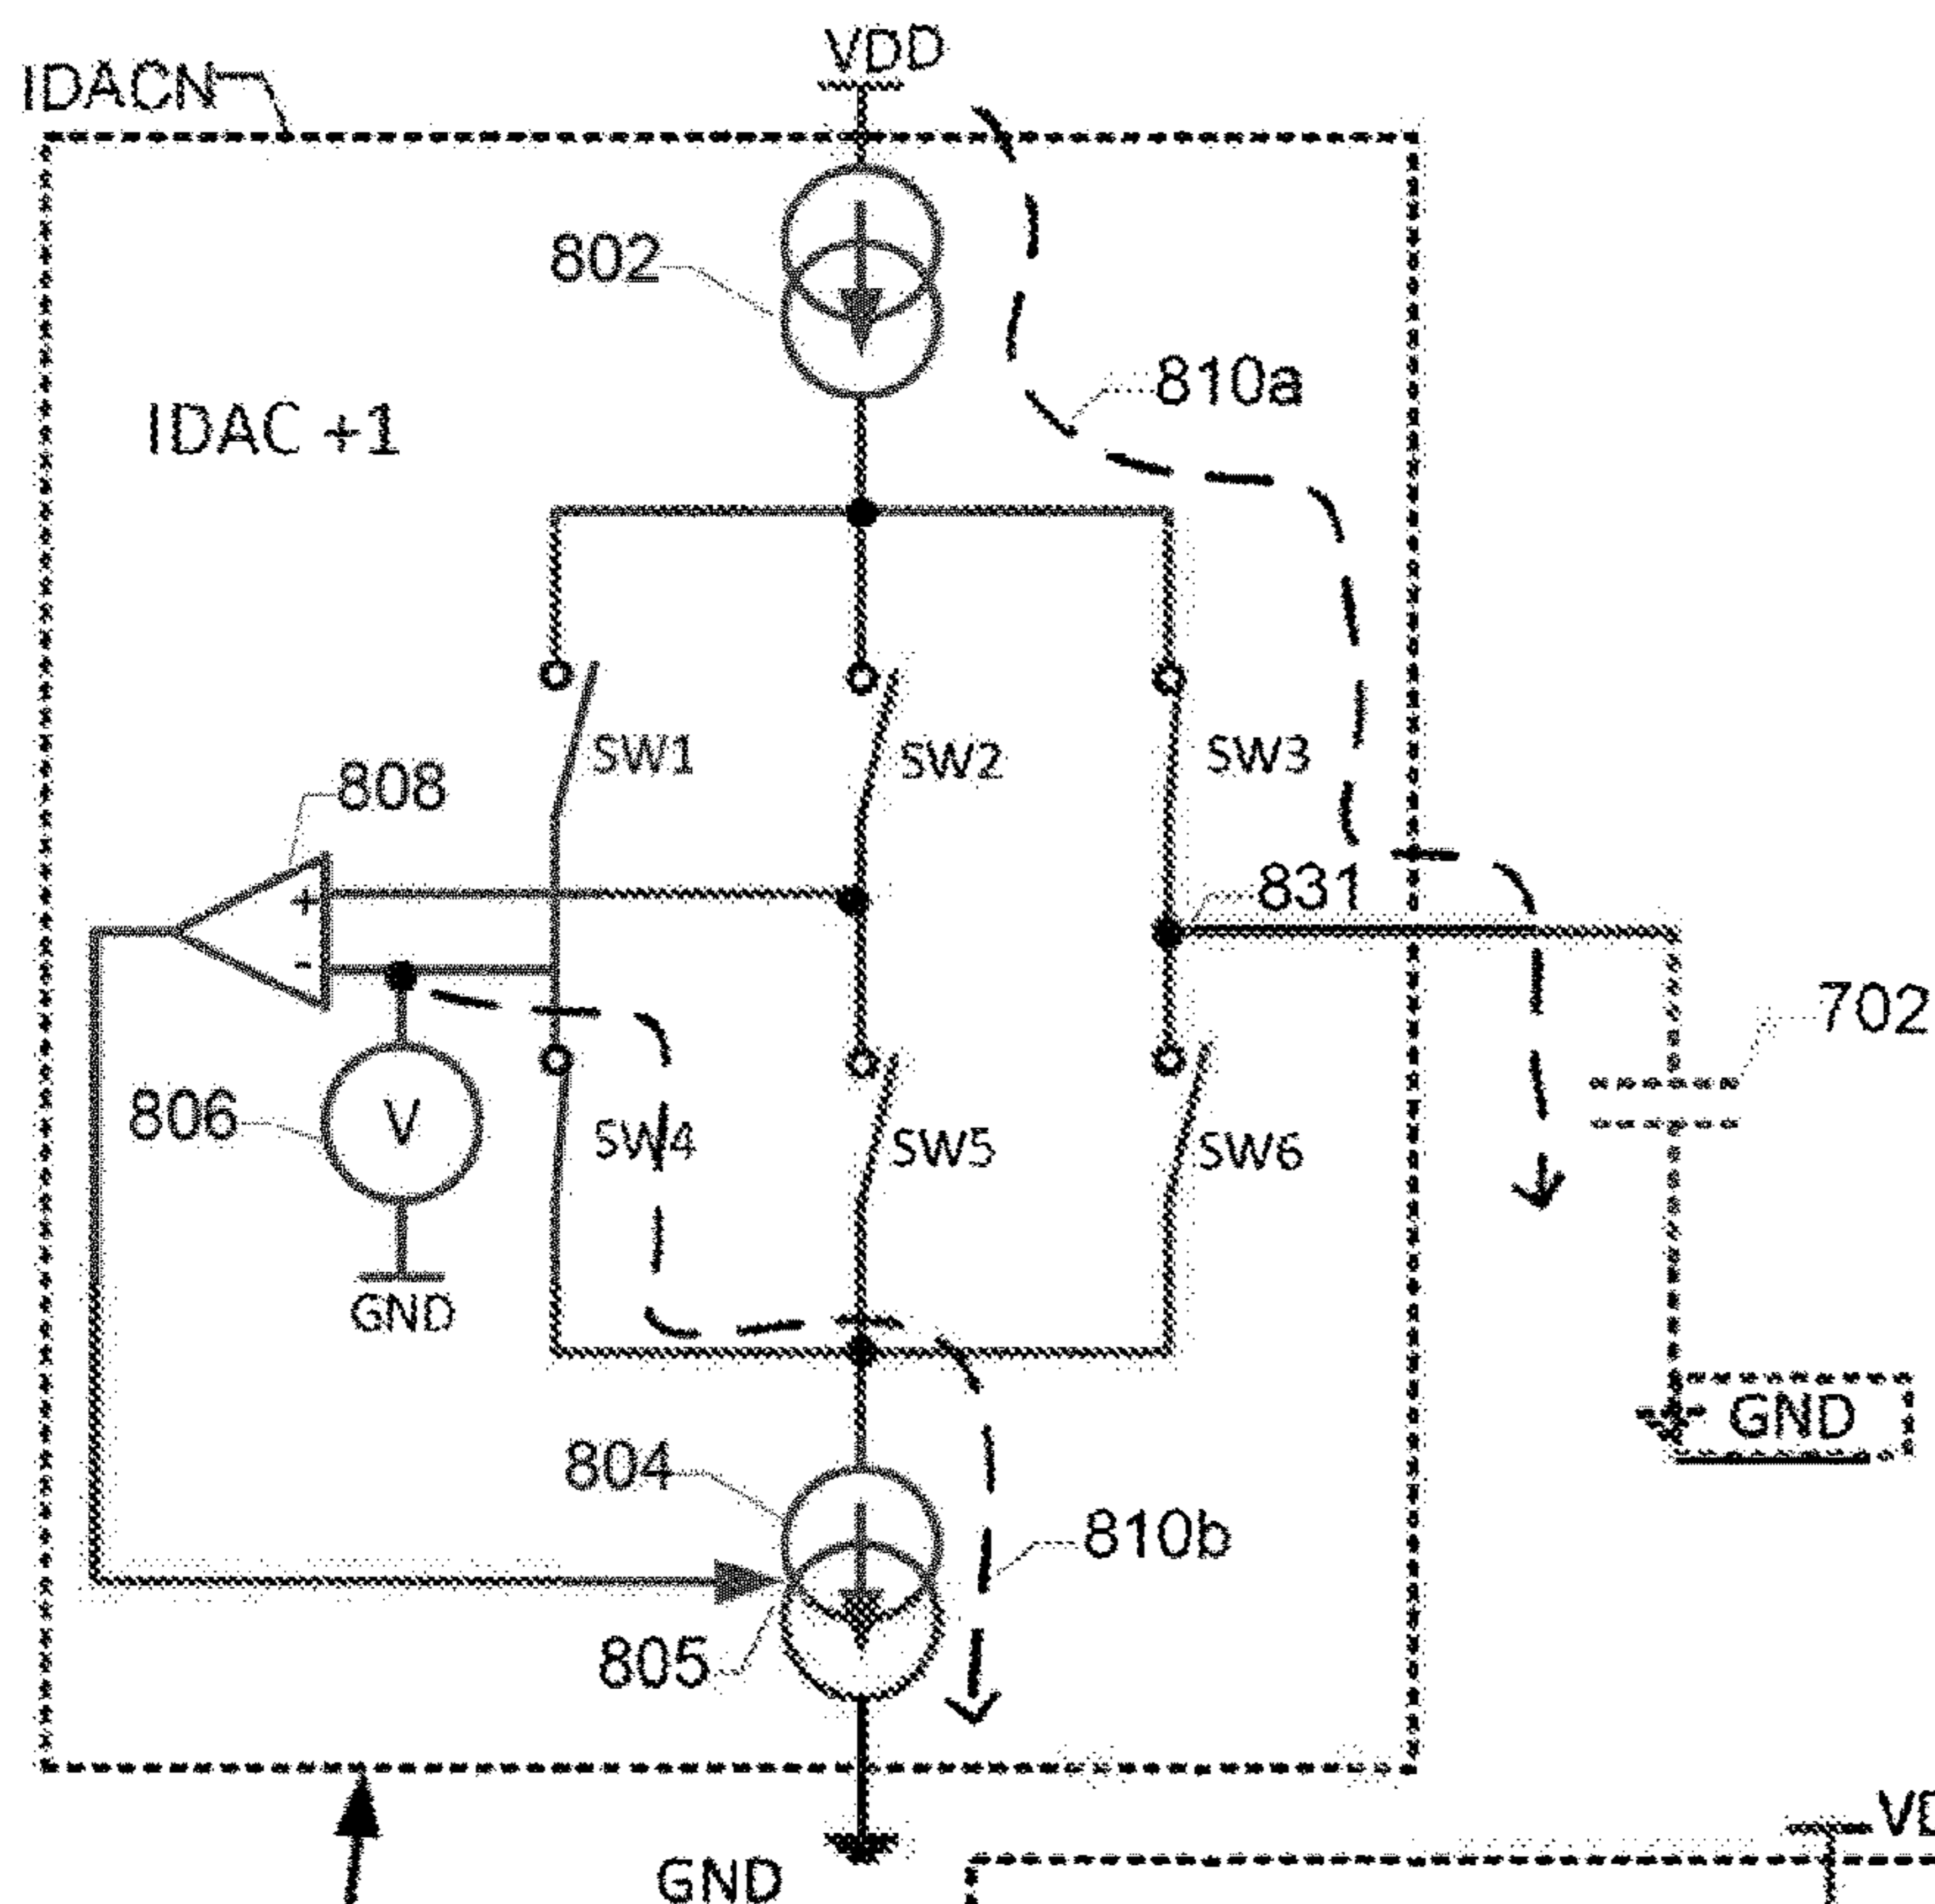 VDD
IDACN
802
810a
IDAC +1
SW1
SW2
SW3
808
+
831
-
702
806
V
SW4
SW5
SW6
GND
GND
804
810b
805
GND